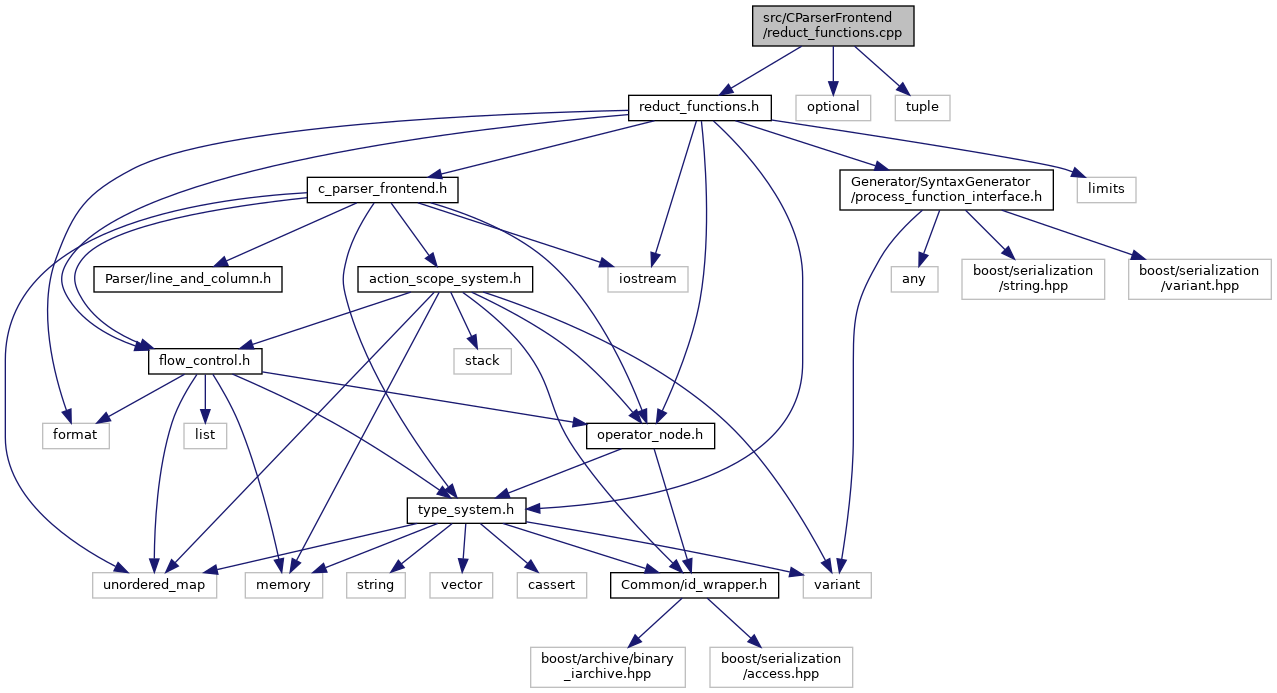 src/CParserFrontend
/reduct_functions.cpp
reduct_functions.h
optional
tuple
c_parser_frontend.h
Generator/SyntaxGenerator
/process_function_interface.h
limits
Parser/line_and_column.h
action_scope_system.h
iostream
any
boost/serialization
/string.hpp
boost/serialization
/variant.hpp
flow_control.h
stack
format
list
operator_node.h
type_system.h
unordered_map
memory
string
vector
cassert
Common/id_wrapper.h
variant
boost/archive/binary
_iarchive.hpp
boost/serialization
/access.hpp